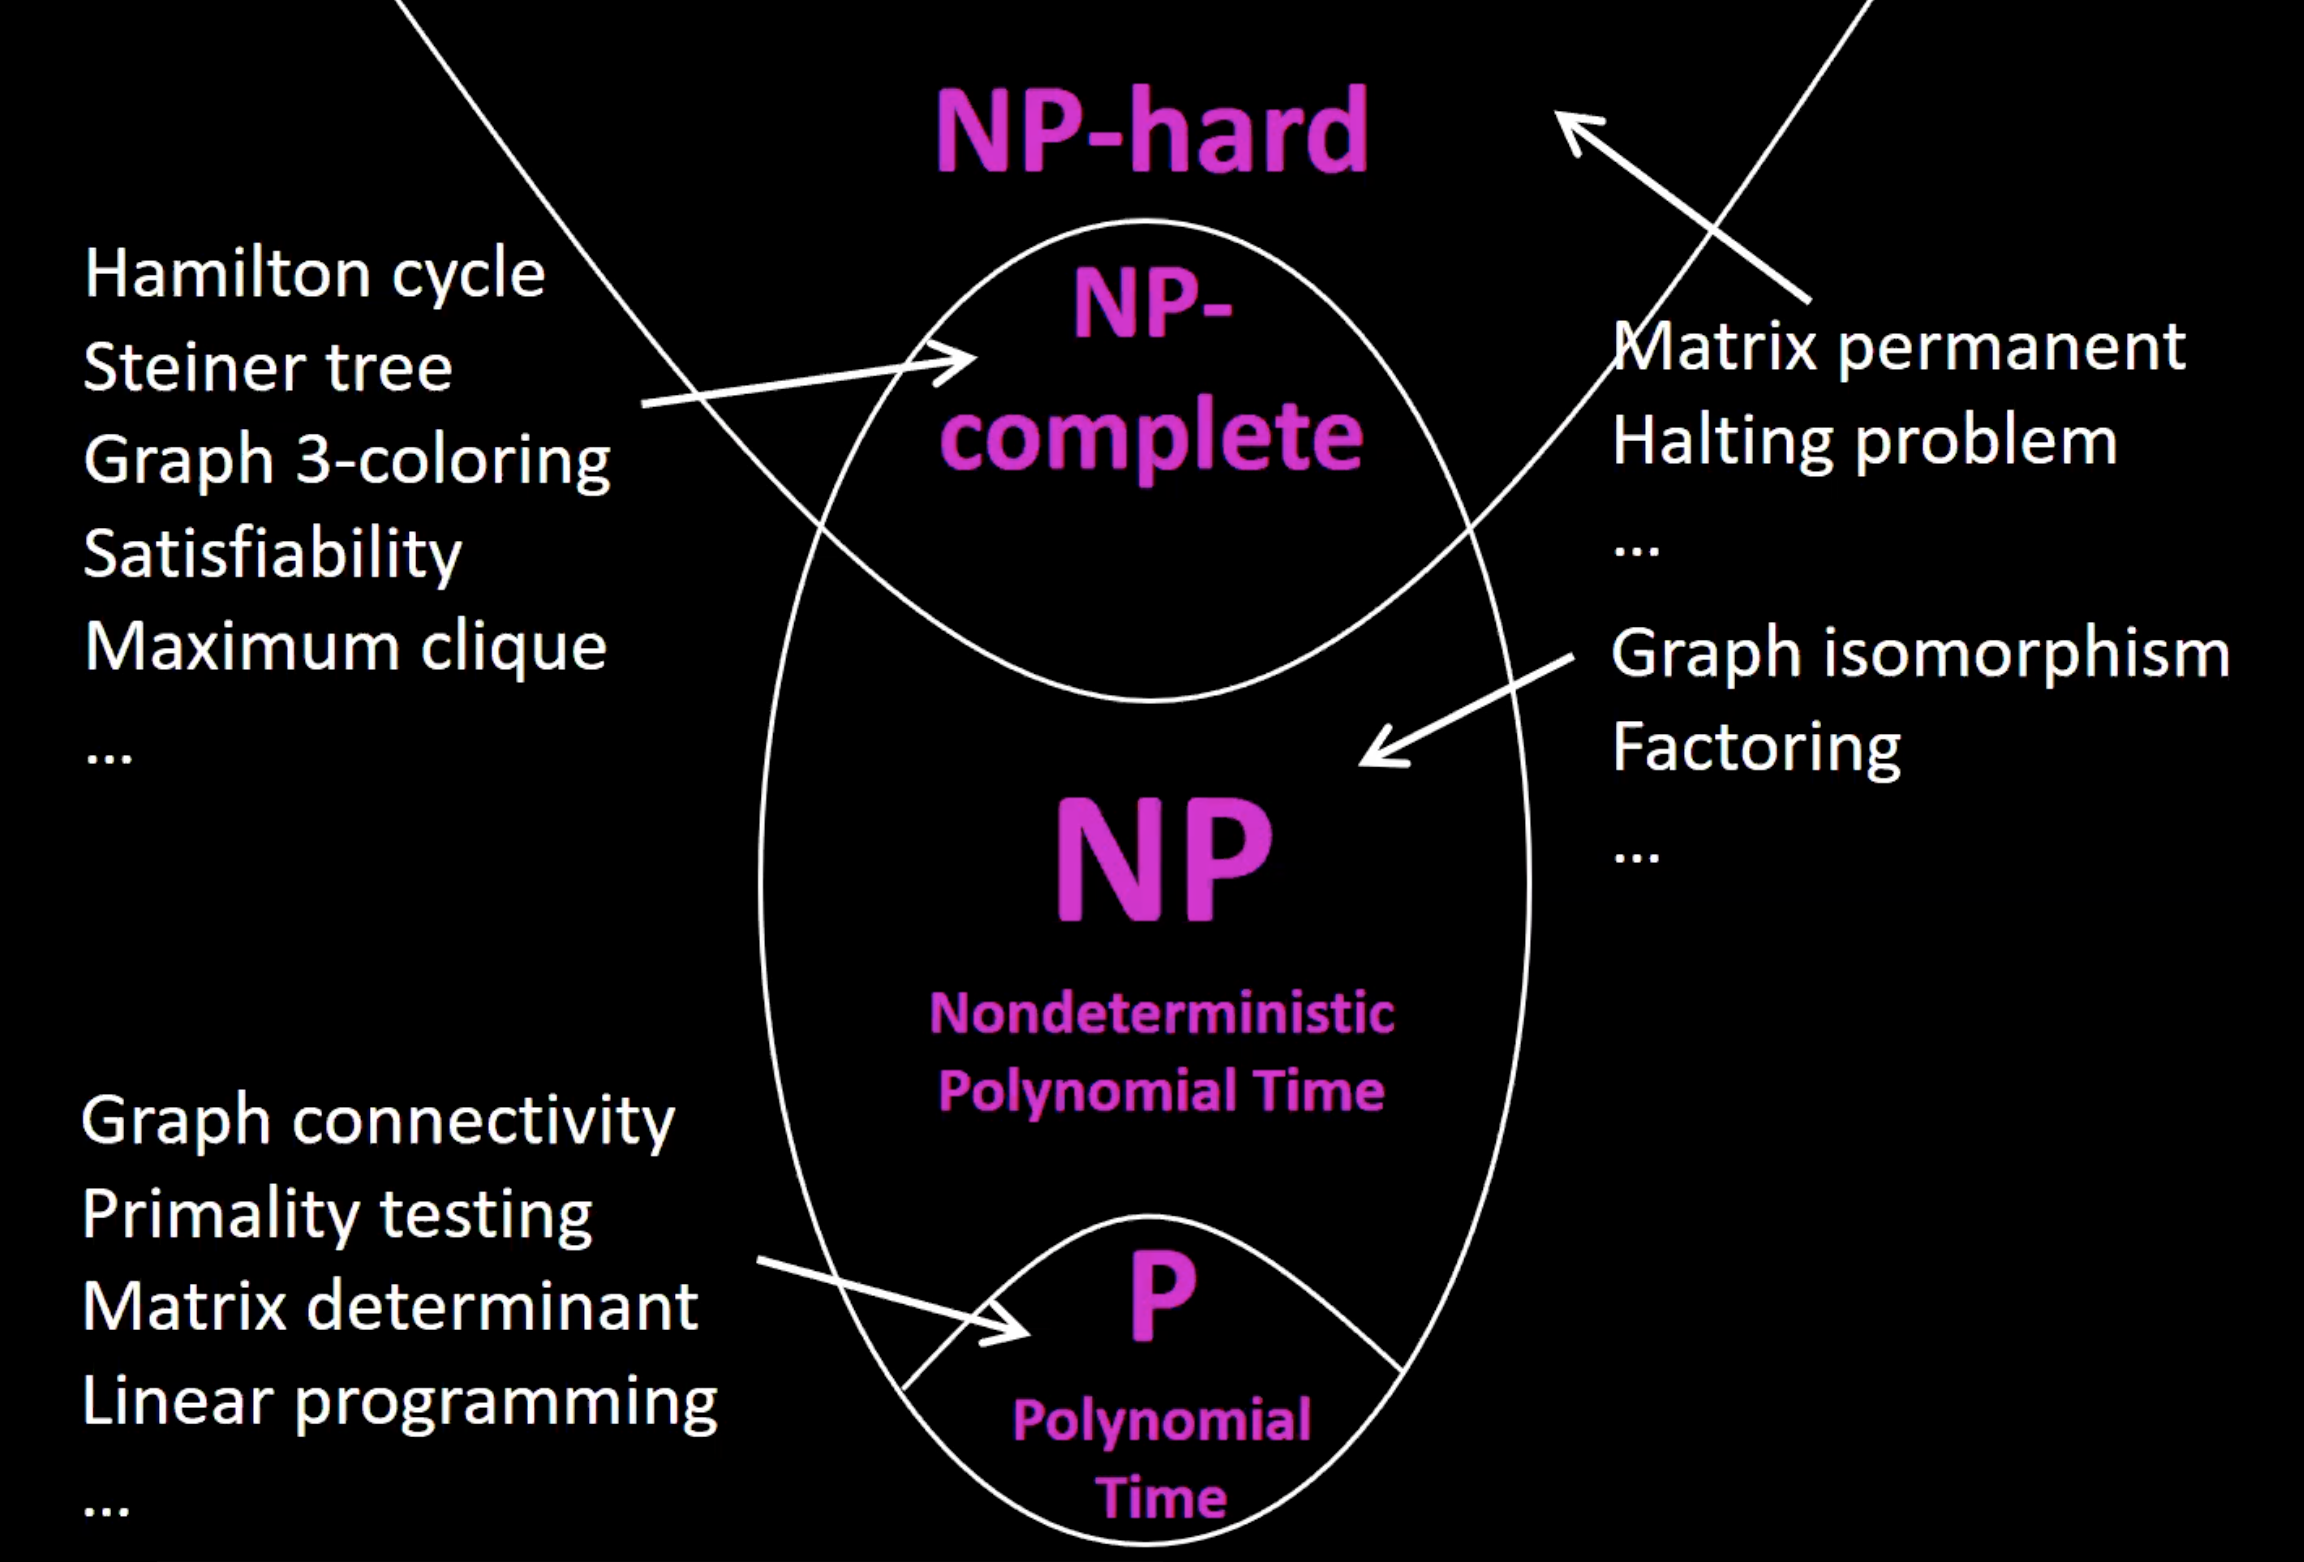 NP-hard
NP-
complete
Hamilton cycle
Steiner tree
Graph 3-coloring
Satisfiability
Maximum clique
...
Matrix permanent
Halting problem
...
Graph isomorphism
Factoring
...
NP
Nondeterministic
Polynomial Time
Graph connectivity
Primality testing
Matrix determinant
Linear programming
...
P
Polynomial
Time